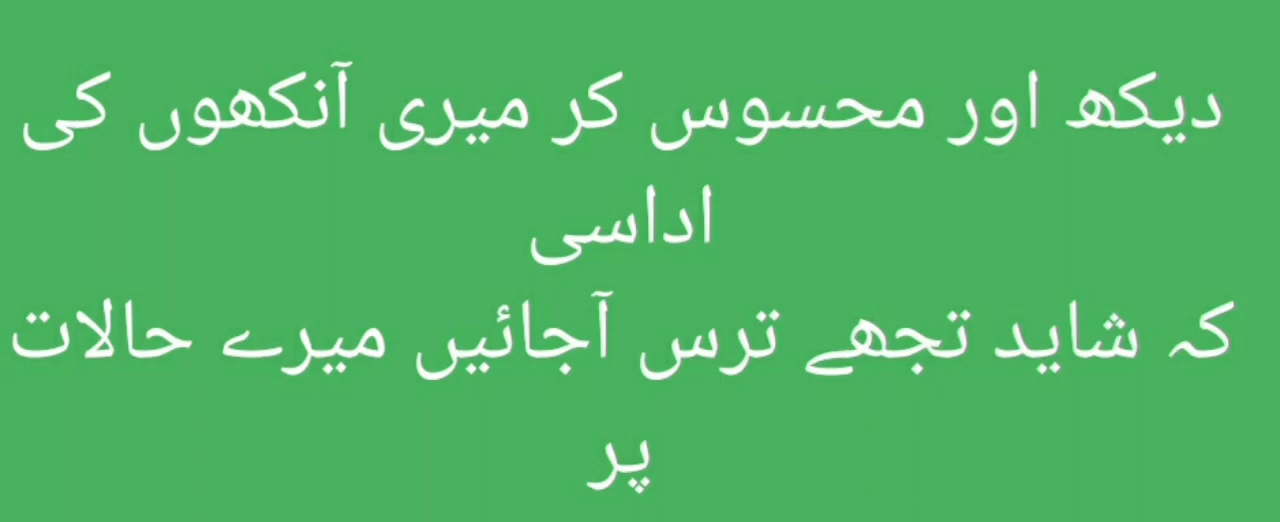 دیکھ اور محسوس کر میری آنکھوں کی
اداسی
کہ شاید تجھے ترس آجائیں میرے حالات
پر